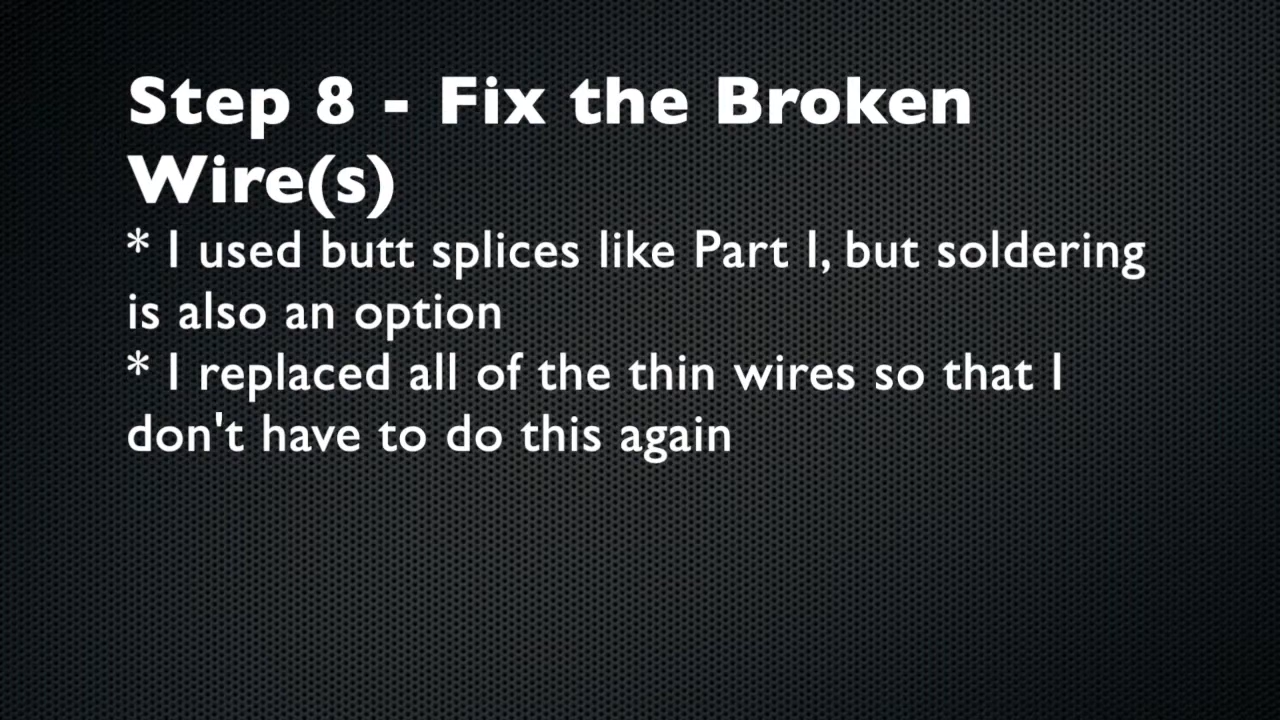 Step 8 - Fix the Broken
Wire(s)
* I used butt splices like Part I, but soldering
is also an option
* I replaced all of the thin wires so that I
don't have to do this again